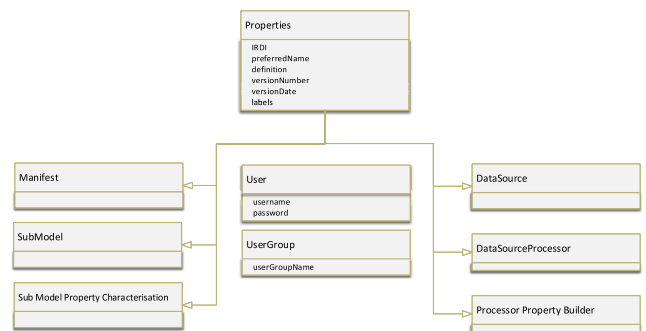 Properties
IRDI
preferredName
definition
versionNumber
versionDate
labels
Manifest
User
username
password
DataSource
SubModel
UserGroup
userGroupName
DataSourceProcessor
Sub Model Property Characterisation
Processor Property Builder